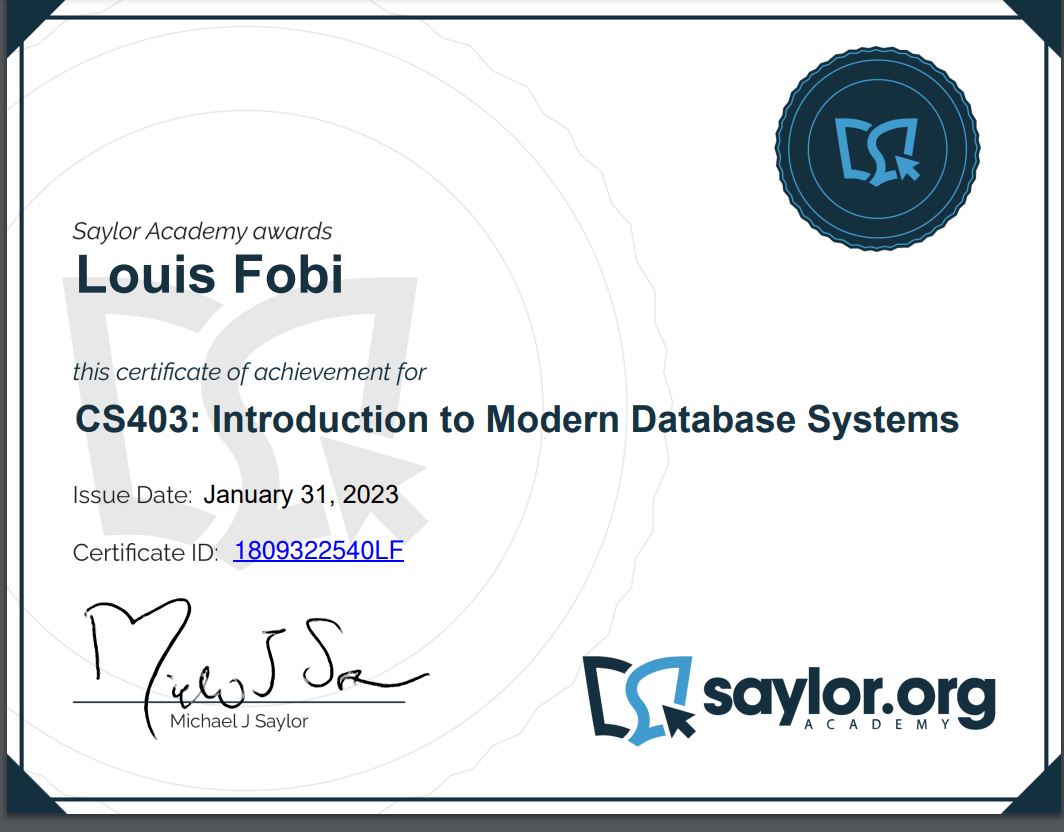 Saylor Academy awards
Louis Fobi
this certificate of achievement for
CS403: Introduction to Modern Database Systems
Issue Date: January 31, 2023
Certificate ID: 1809322540LF
Michael J Saylor
saylor.org
ACADEMY